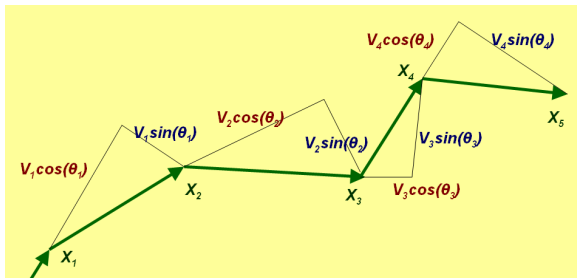 V₄cos(θ₄)
V₄sin(θ₄)
X₄
X₅
V₂cos(θ₂)
V₁sin(θ₁)
V₂sin(θ₂)
V₃sin(θ₃)
V₁cos(θ₁)
X₂
X₃
V₃cos(θ₃)
X₁